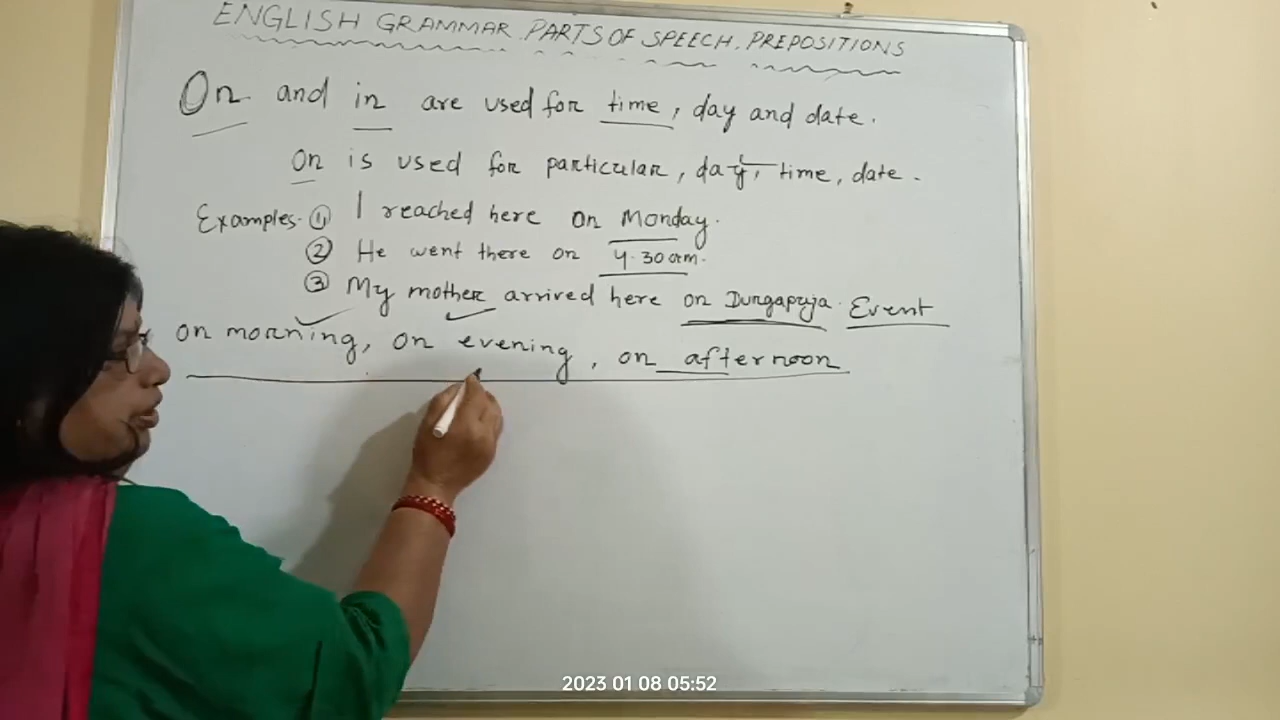 ENGLISH GRAMMAR. PARTS OF SPEECH. PREPOSITIONS
On and in are used for time, day and date.
On is used for particular, day, time, date.
Examples. ① I reached here on Monday.
② He went there on 4.30 am.
③ My mother arrived here on Durgapuja. Event
on morning, on evening, on afternoon
2023 01 08 05:52